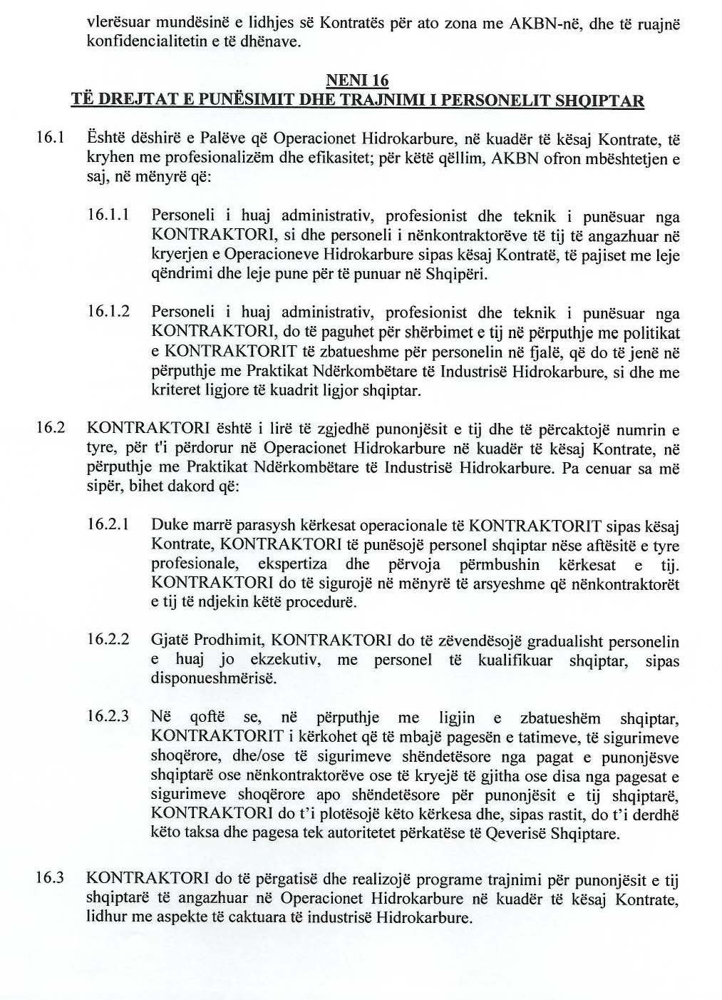 vlerësuar mundësinë e lidhjes së Kontratës për ato zona me AKBN-në, dhe të ruajnë
konfidencialitetin e të dhënave.
NENI 16
TË DREJTAT E PUNËSIMIT DHE TRAJNIMI I PERSONELIT SHQIPTAR
16.1 Është dëshirë e Palëve që Operacionet Hidrokarbure, në kuadër të kësaj Kontrate, të
kryhen me profesionalizëm dhe efikasitet; për këtë qëllim, AKBN ofron mbështetjen e
saj, në mënyrë që:
16.1.1 Personeli i huaj administrativ, profesionist dhe teknik i punësuar nga
KONTRAKTORI, si dhe personeli i nënkontraktorëve të tij të angazhuar në
kryerjen e Operacioneve Hidrokarbure sipas kësaj Kontratë, të pajiset me leje
qëndrimi dhe leje pune për të punuar në Shqipëri.
16.1.2 Personeli i huaj administrativ, profesionist dhe teknik i punësuar nga
KONTRAKTORI, do të paguhet për shërbimet e tij në përputhje me politikat
e KONTRAKTORIT të zbatueshme për personelin në fjalë, që do të jenë në
përputhje me Praktikat Ndërkombëtare të Industrisë Hidrokarbure, si dhe me
kriteret ligjore të kuadrit ligjor shqiptar.
16.2 KONTRAKTORI është i lirë të zgjedhë punonjësit e tij dhe të përcaktojë numrin e
tyre, për t'i përdorur në Operacionet Hidrokarbure në kuadër të kësaj Kontrate, në
përputhje me Praktikat Ndërkombëtare të Industrisë Hidrokarbure. Pa cenuar sa më
sipër, bihet dakord që:
16.2.1 Duke marrë parasysh kërkesat operacionale të KONTRAKTORIT sipas kësaj
Kontrate, KONTRAKTORI të punësojë personel shqiptar nëse aftësitë e tyre
profesionale, ekspertiza dhe përvoja përmbushin kërkesat e tij.
KONTRAKTORI do të sigurojë në mënyrë të arsyeshme që nënkontraktorët
e tij të ndjekin këtë procedurë.
16.2.2 Gjatë Prodhimit, KONTRAKTORI do të zëvendësojë gradualisht personelin
e huaj jo ekzekutiv, me personel të kualifikuar shqiptar, sipas
disponueshmërisë.
16.2.3 Në qoftë se, në përputhje me ligjin e zbatueshëm shqiptar,
KONTRAKTORIT i kërkohet që të mbajë pagesën e tatimeve, të sigurimeve
shoqërore, dhe/ose të sigurimeve shëndetësore nga pagat e punonjësve
shqiptarë ose nënkontraktorëve ose të kryejë të gjitha ose disa nga pagesat e
sigurimeve shoqërore apo shëndetësore për punonjësit e tij shqiptarë,
KONTRAKTORI do t’i plotësojë këto kërkesa dhe, sipas rastit, do t’i derdhë
këto taksa dhe pagesa tek autoritetet përkatëse të Qeverisë Shqiptare.
16.3 KONTRAKTORI do të përgatisë dhe realizojë programe trajnimi për punonjësit e tij
shqiptarë të angazhuar në Operacionet Hidrokarbure në kuadër të kësaj Kontrate,
lidhur me aspekte të caktuara të industrisë Hidrokarbure.